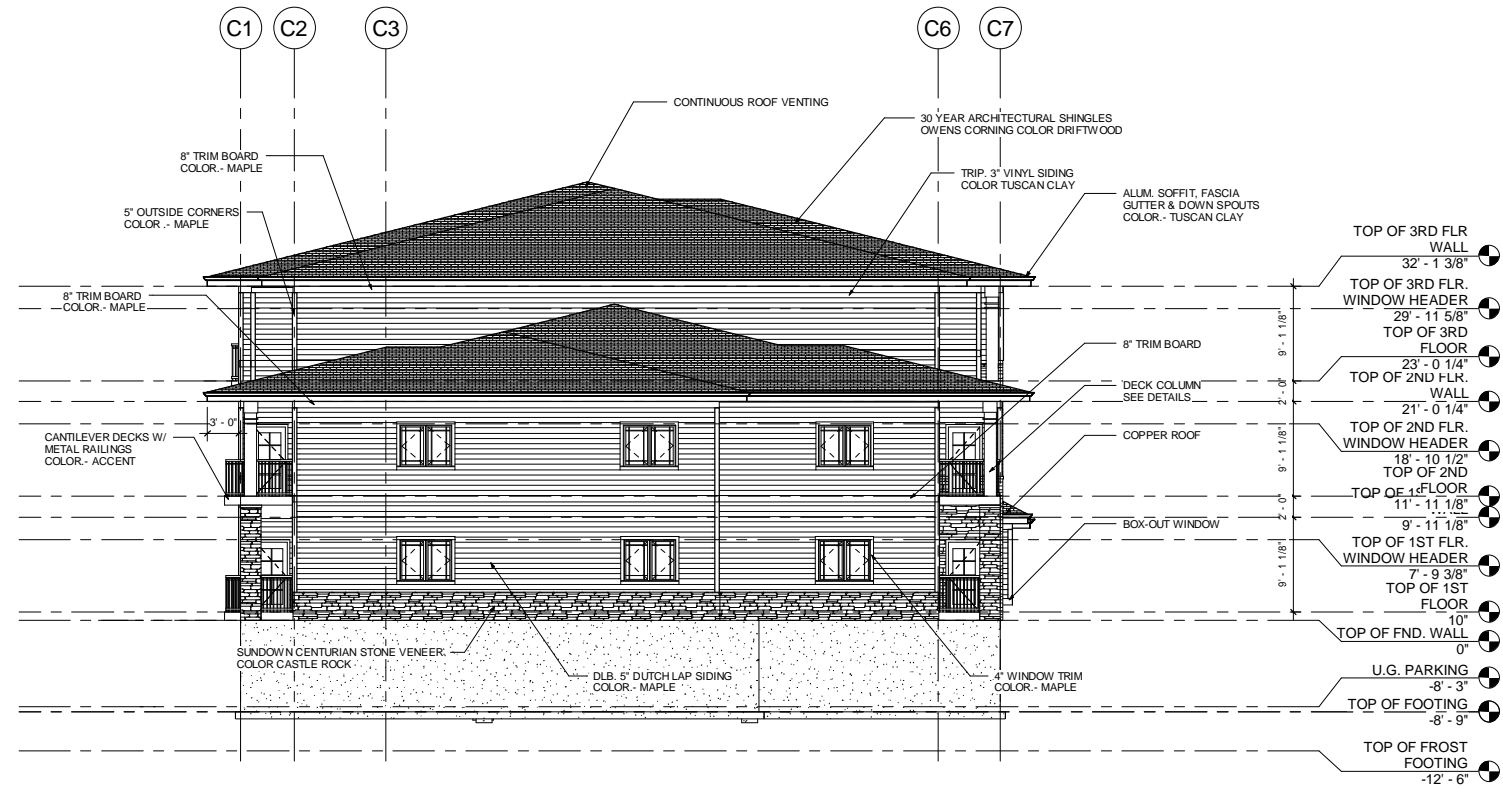 C1
C2
C3
C6
C7
CONTINUOUS ROOF VENTING
30 YEAR ARCHITECTURAL SHINGLES
OWENS CORNING COLOR DRIFTWOOD
8" TRIM BOARD
COLOR.- MAPLE
TRIP. 3" VINYL SIDING
COLOR TUSCAN CLAY
ALUM. SOFFIT, FASCIA
GUTTER & DOWN SPOUTS
COLOR.- TUSCAN CLAY
5" OUTSIDE CORNERS
COLOR .- MAPLE
8" TRIM BOARD
COLOR.- MAPLE
8" TRIM BOARD
DECK COLUMN
SEE DETAILS
3' - 0"
CANTILEVER DECKS W/
METAL RAILINGS
COLOR.- ACCENT
COPPER ROOF
BOX-OUT WINDOW
SUNDOWN CENTURIAN STONE VENEER.
COLOR CASTLE ROCK
DLB. 5" DUTCH LAP SIDING
COLOR.- MAPLE
4" WINDOW TRIM
COLOR.- MAPLE
9' - 1 1/8"
2' - 0"
9' - 1 1/8"
2' - 0"
9' - 1 1/8"
TOP OF 3RD FLR
WALL
32' - 1 3/8"
TOP OF 3RD FLR.
WINDOW HEADER
29' - 11 5/8"
TOP OF 3RD
FLOOR
23' - 0 1/4"
TOP OF 2ND FLR.
WALL
21' - 0 1/4"
TOP OF 2ND FLR.
WINDOW HEADER
18' - 10 1/2"
TOP OF 2ND
FLOOR
11' - 11 1/8"
TOP OF
9' - 11 1/8"
TOP OF 1ST FLR.
WINDOW HEADER
7' - 9 3/8"
TOP OF 1ST
FLOOR
10"
TOP OF FND. WALL
0"
U.G. PARKING
-8' - 3"
TOP OF FOOTING
-8' - 9"
TOP OF FROST
FOOTING
-12' - 6"